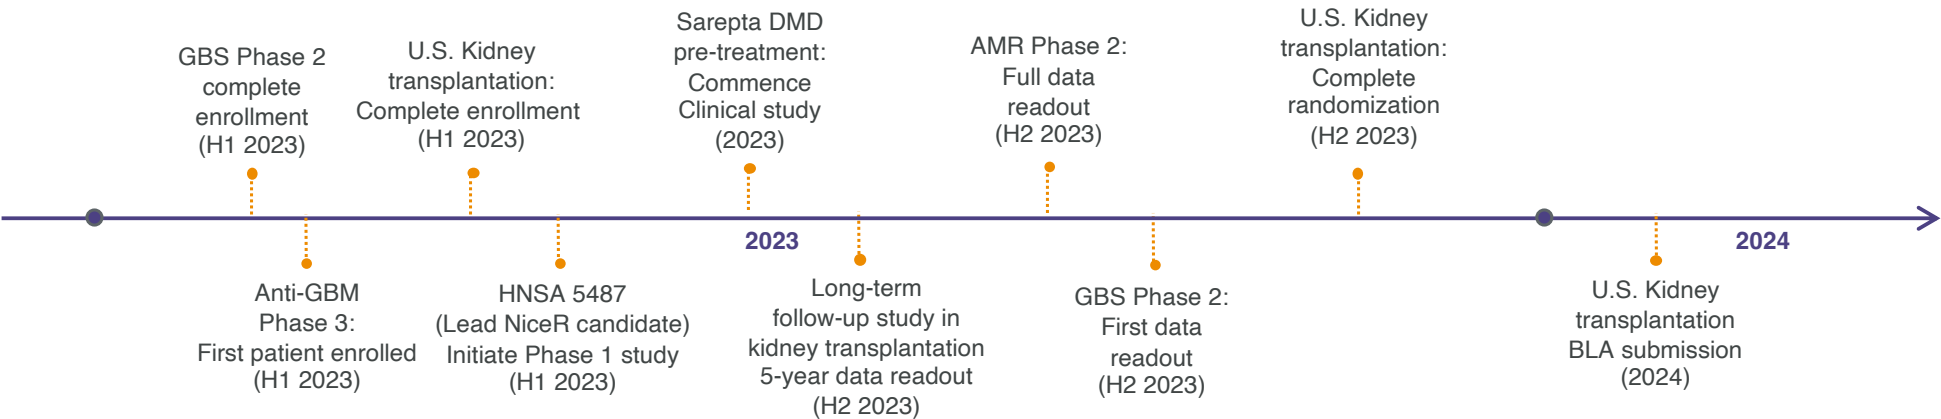 GBS Phase 2
complete
enrollment
(H1 2023)
U.S. Kidney
transplantation:
Complete enrollment
(H1 2023)
Sarepta DMD
pre-treatment:
Commence
Clinical study
(2023)
AMR Phase 2:
Full data
readout
(H2 2023)
U.S. Kidney
transplantation:
Complete
randomization
(H2 2023)
2023
2024
Anti-GBM
Phase 3:
First patient enrolled
(H1 2023)
HNSA 5487
(Lead NiceR candidate)
Initiate Phase 1 study
(H1 2023)
Long-term
follow-up study in
kidney transplantation
5-year data readout
(H2 2023)
GBS Phase 2:
First data
readout
(H2 2023)
U.S. Kidney
transplantation
BLA submission
(2024)